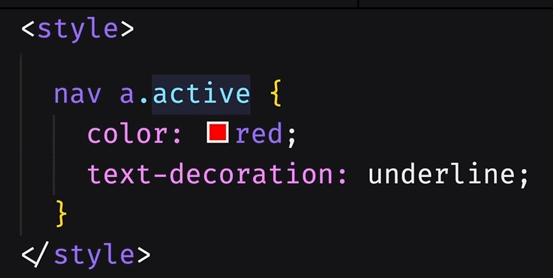 <style>
nav a.active {
color: red;
text-decoration: underline;
}
</style>